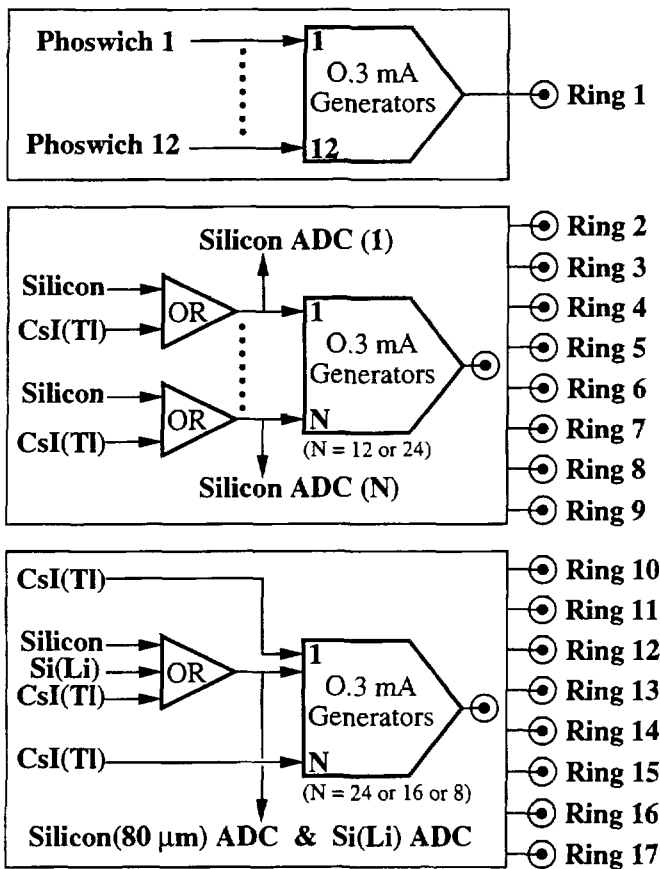 Phoswich 1
1
O.3 mA
Generators
Ring 1
Phoswich 12
12
Silicon ADC (1)
Silicon
OR
CsI(Tl)
1
O.3 mA
Generators
Silicon
OR
CsI(Tl)
N
(N = 12 or 24)
Silicon ADC (N)
Ring 2
Ring 3
Ring 4
Ring 5
Ring 6
Ring 7
Ring 8
Ring 9
CsI(Tl)
Silicon
Si(Li)
CsI(Tl)
OR
1
O.3 mA
Generators
CsI(Tl)
N
(N = 24 or 16 or 8)
Silicon(80 µm) ADC & Si(Li) ADC
Ring 10
Ring 11
Ring 12
Ring 13
Ring 14
Ring 15
Ring 16
Ring 17